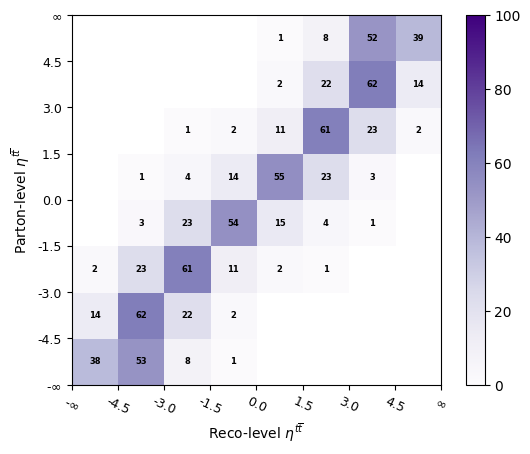 ∞ 1 8 52 39 100
4.5 2 22 62 14 80
3.0 1 2 11 61 23 2
1.5 1 4 14 55 23 3 60
0.0 3 23 54 15 4 1 40
-1.5 2 23 61 11 2 1
-3.0 14 62 22 2 20
-4.5 38 53 8 1
-∞ 0
-∞ -4.5 -3.0 -1.5 0.0 1.5 3.0 4.5 ∞
Reco-level η^{tt̅}
Parton-level η^{tt̅}